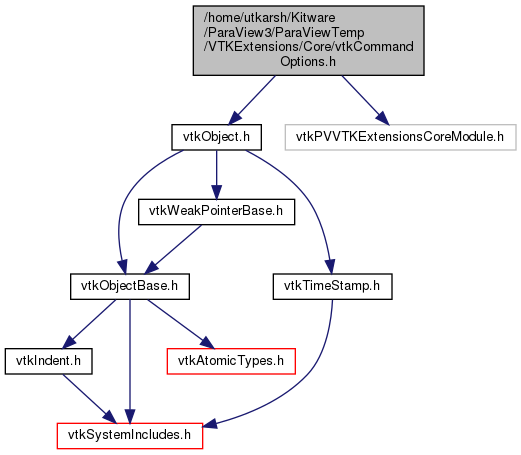 /home/utkarsh/Kitware
/ParaView3/ParaViewTemp
/VTKExtensions/Core/vtkCommand
Options.h
vtkObject.h
vtkPVVTKExtensionsCoreModule.h
vtkWeakPointerBase.h
vtkObjectBase.h
vtkTimeStamp.h
vtkIndent.h
vtkAtomicTypes.h
vtkSystemIncludes.h